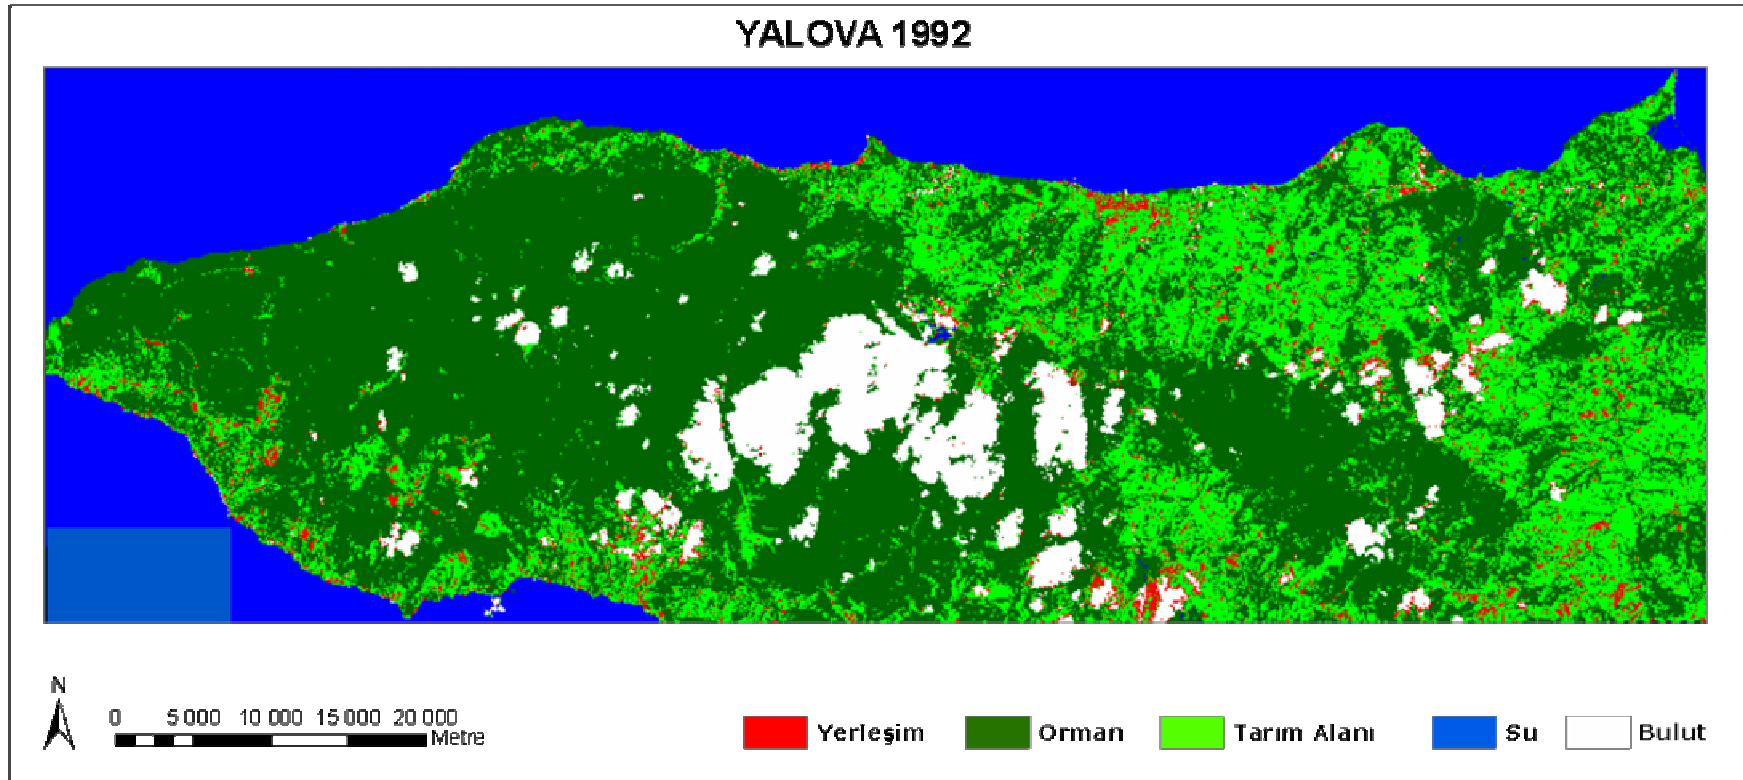 YALOVA 1992
N
0 5 000 10 000 15 000 20 000
Metre
Yerleşim Orman Tarım Alanı Su Bulut